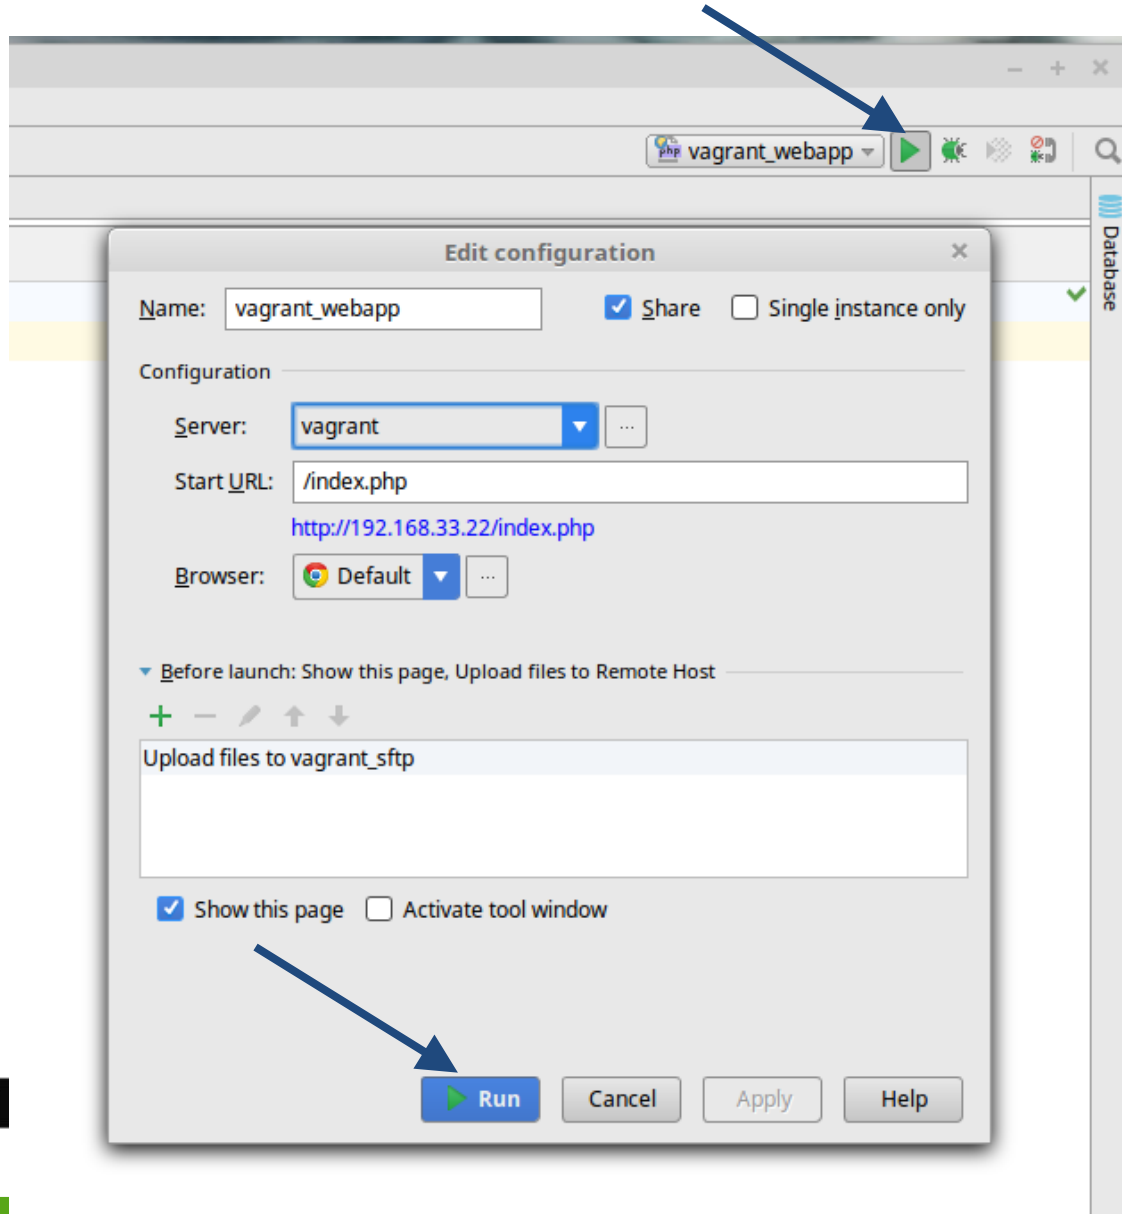 php vagrant_webapp
Database
Edit configuration
Name: vagrant_webapp Share Single instance only
Configuration
Server: vagrant ...
Start URL: /index.php
http://192.168.33.22/index.php
Browser: Default ...
Before launch: Show this page, Upload files to Remote Host
Upload files to vagrant_sftp
Show this page Activate tool window
Run Cancel Apply Help